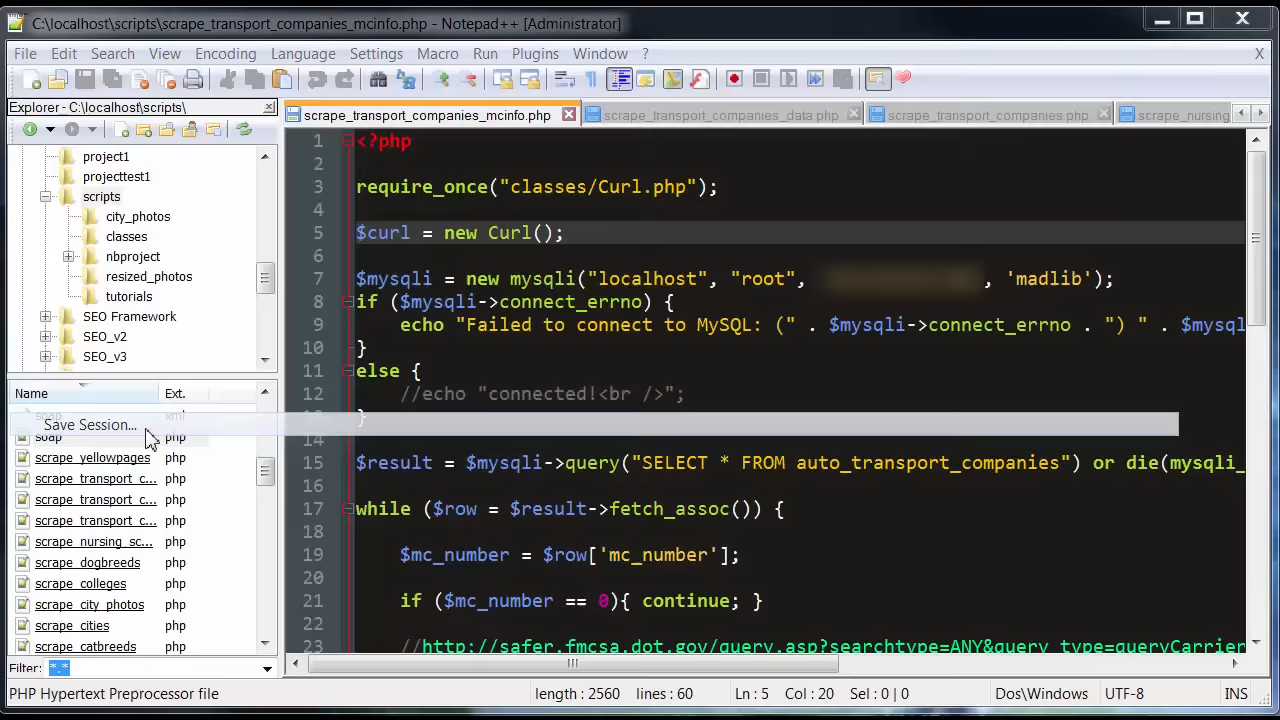 C:\localhost\scripts\scrape_transport_companies_mcinfo.php - Notepad++ [Administrator]
File Edit Search View Encoding Language Settings Macro Run Plugins Window ? X
Explorer - C:\localhost\scripts\
project1
projecttest1
scripts
city_photos
classes
nbproject
resized_photos
tutorials
SEO Framework
SEO_v2
SEO_v3
Name Ext.
soap xml
Save Session...
soap php
scrape_yellowpages php
scrape_transport_c... php
scrape_transport_c... php
scrape_transport_c... php
scrape_nursing_sc... php
scrape_dogbreeds php
scrape_colleges php
scrape_city_photos php
scrape_cities php
scrape_catbreeds php
Filter: *.*
scrape_transport_companies_mcinfo.php scrape_transport_companies_data.php scrape_transport_companies.php scrape_nursing
1 <?php
2
3 require_once("classes/Curl.php");
4
5 $curl = new Curl();
6
7 $mysqli = new mysqli("localhost", "root", , 'madlib');
8 if ($mysqli->connect_errno) {
9 echo "Failed to connect to MySQL: (" . $mysqli->connect_errno . ") " . $mysq
10 }
11 else {
12 //echo "connected!<br />";
13 }
14
15 $result = $mysqli->query("SELECT * FROM auto_transport_companies") or die(mysqli_
16
17 while ($row = $result->fetch_assoc()) {
18
19 $mc_number = $row['mc_number'];
20
21 if ($mc_number == 0){ continue; }
22
23 //http://safer.fmcsa.dot.gov/query.asp?searchtype=ANY&query_type=queryCarrier
PHP Hypertext Preprocessor file length : 2560 lines : 60 Ln : 5 Col : 20 Sel : 0 | 0 Dos\Windows UTF-8 INS